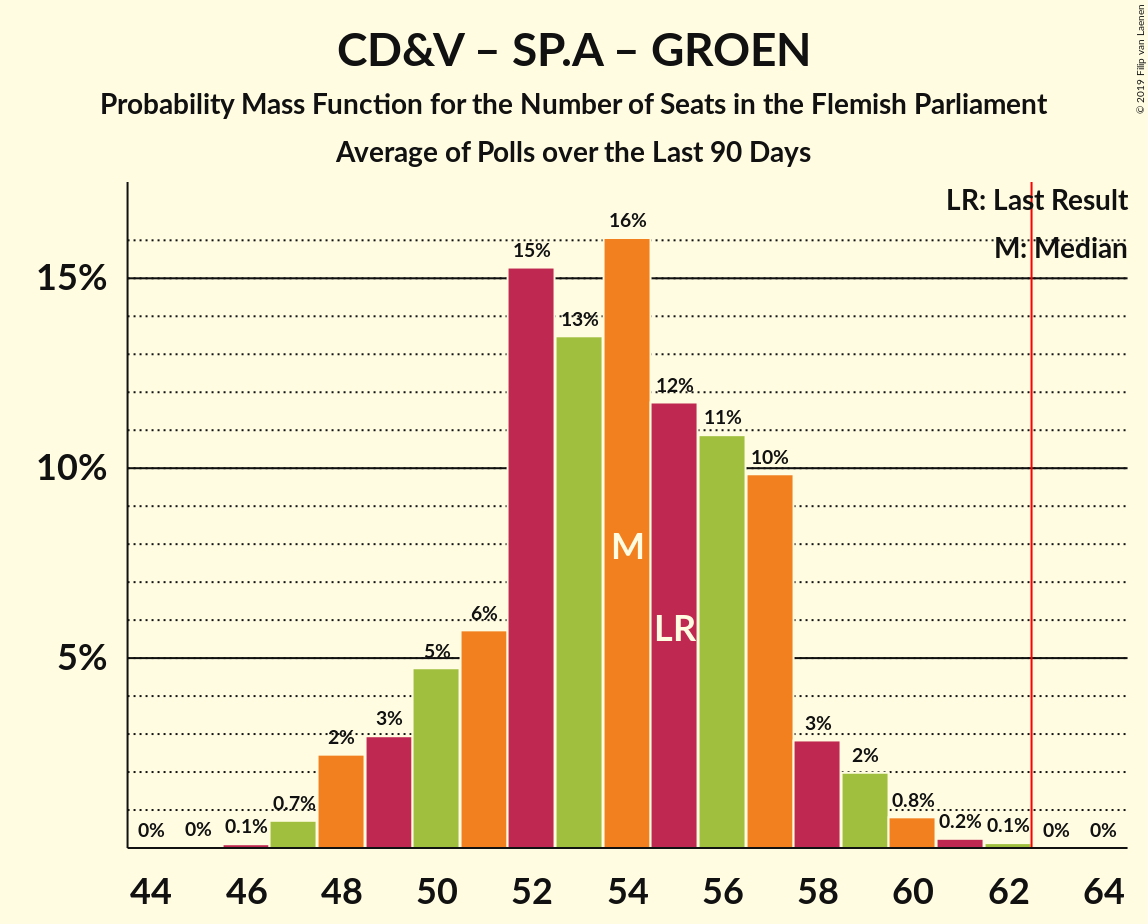 CD&V – SP.A – GROEN
Probability Mass Function for the Number of Seats in the Flemish Parliament
Average of Polls over the Last 90 Days
© 2019 Filip van Laenen
LR: Last Result
M: Median
15%
10%
5%
0%
0%
0.1%
0.7%
2%
3%
5%
6%
15%
13%
16%
12%
11%
10%
3%
2%
0.8%
0.2%
0.1%
0%
0%
M
LR
44 46 48 50 52 54 56 58 60 62 64